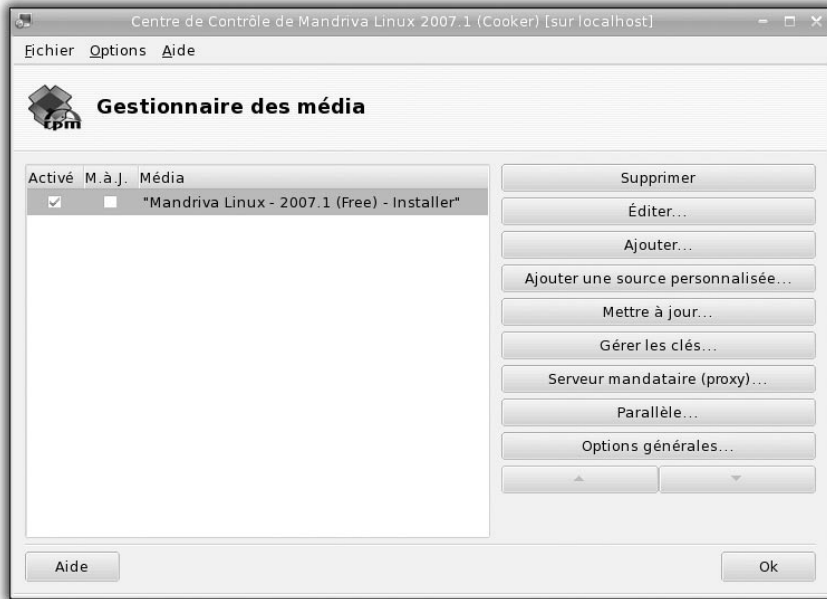 Centre de Contrôle de Mandriva Linux 2007.1 (Cooker) [sur localhost]
Fichier Options Aide
rpm
Gestionnaire des média
Activé M.à.J. Média
"Mandriva Linux - 2007.1 (Free) - Installer"
Supprimer
Éditer...
Ajouter...
Ajouter une source personnalisée...
Mettre à jour...
Gérer les clés...
Serveur mandataire (proxy)...
Parallèle...
Options générales...
Aide
Ok